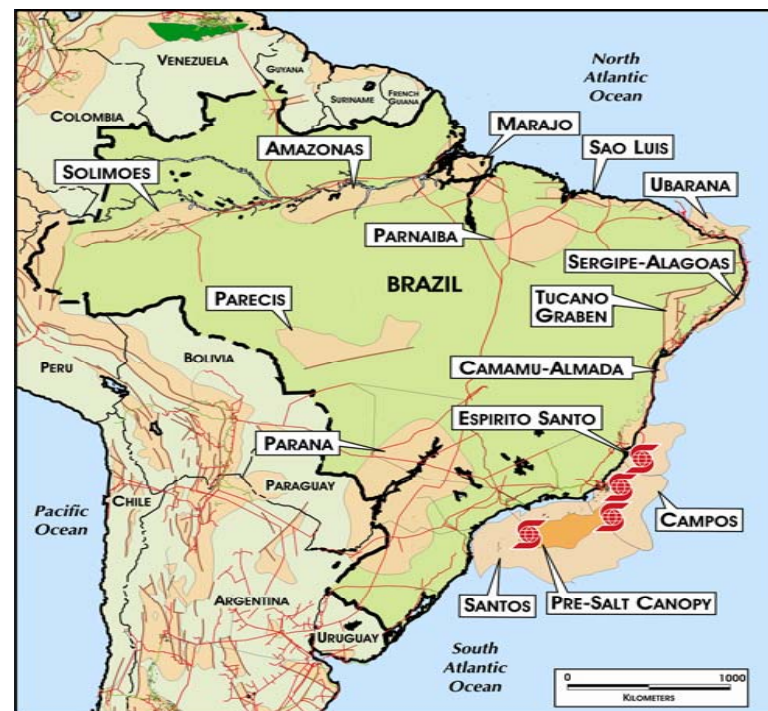 North
Atlantic
Ocean
VENEZUELA
GUYANA
SURINAME
FRENCH
GUIANA
COLOMBIA
MARAJO
AMAZONAS
SAO LUIS
SOLIMOES
UBARANA
PARNAIBA
SERGIPE-ALAGOAS
BRAZIL
PARECIS
TUCANO
GRABEN
BOLIVIA
PERU
CAMAMU-ALMADA
ESPIRITO SANTO
PARANA
PARAGUAY
CHILE
Pacific
Ocean
CAMPOS
ARGENTINA
SANTOS
PRE-SALT CANOPY
URUGUAY
South
Atlantic
Ocean
0 1000
KILOMETERS